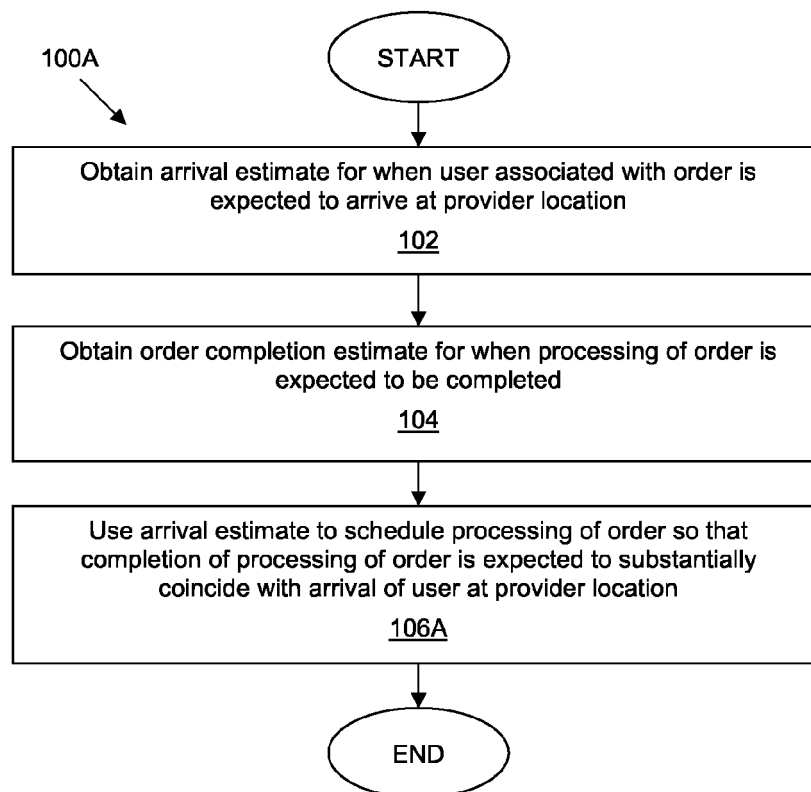 100A
START
Obtain arrival estimate for when user associated with order is
expected to arrive at provider location
102
Obtain order completion estimate for when processing of order is
expected to be completed
104
Use arrival estimate to schedule processing of order so that
completion of processing of order is expected to substantially
coincide with arrival of user at provider location
106A
END